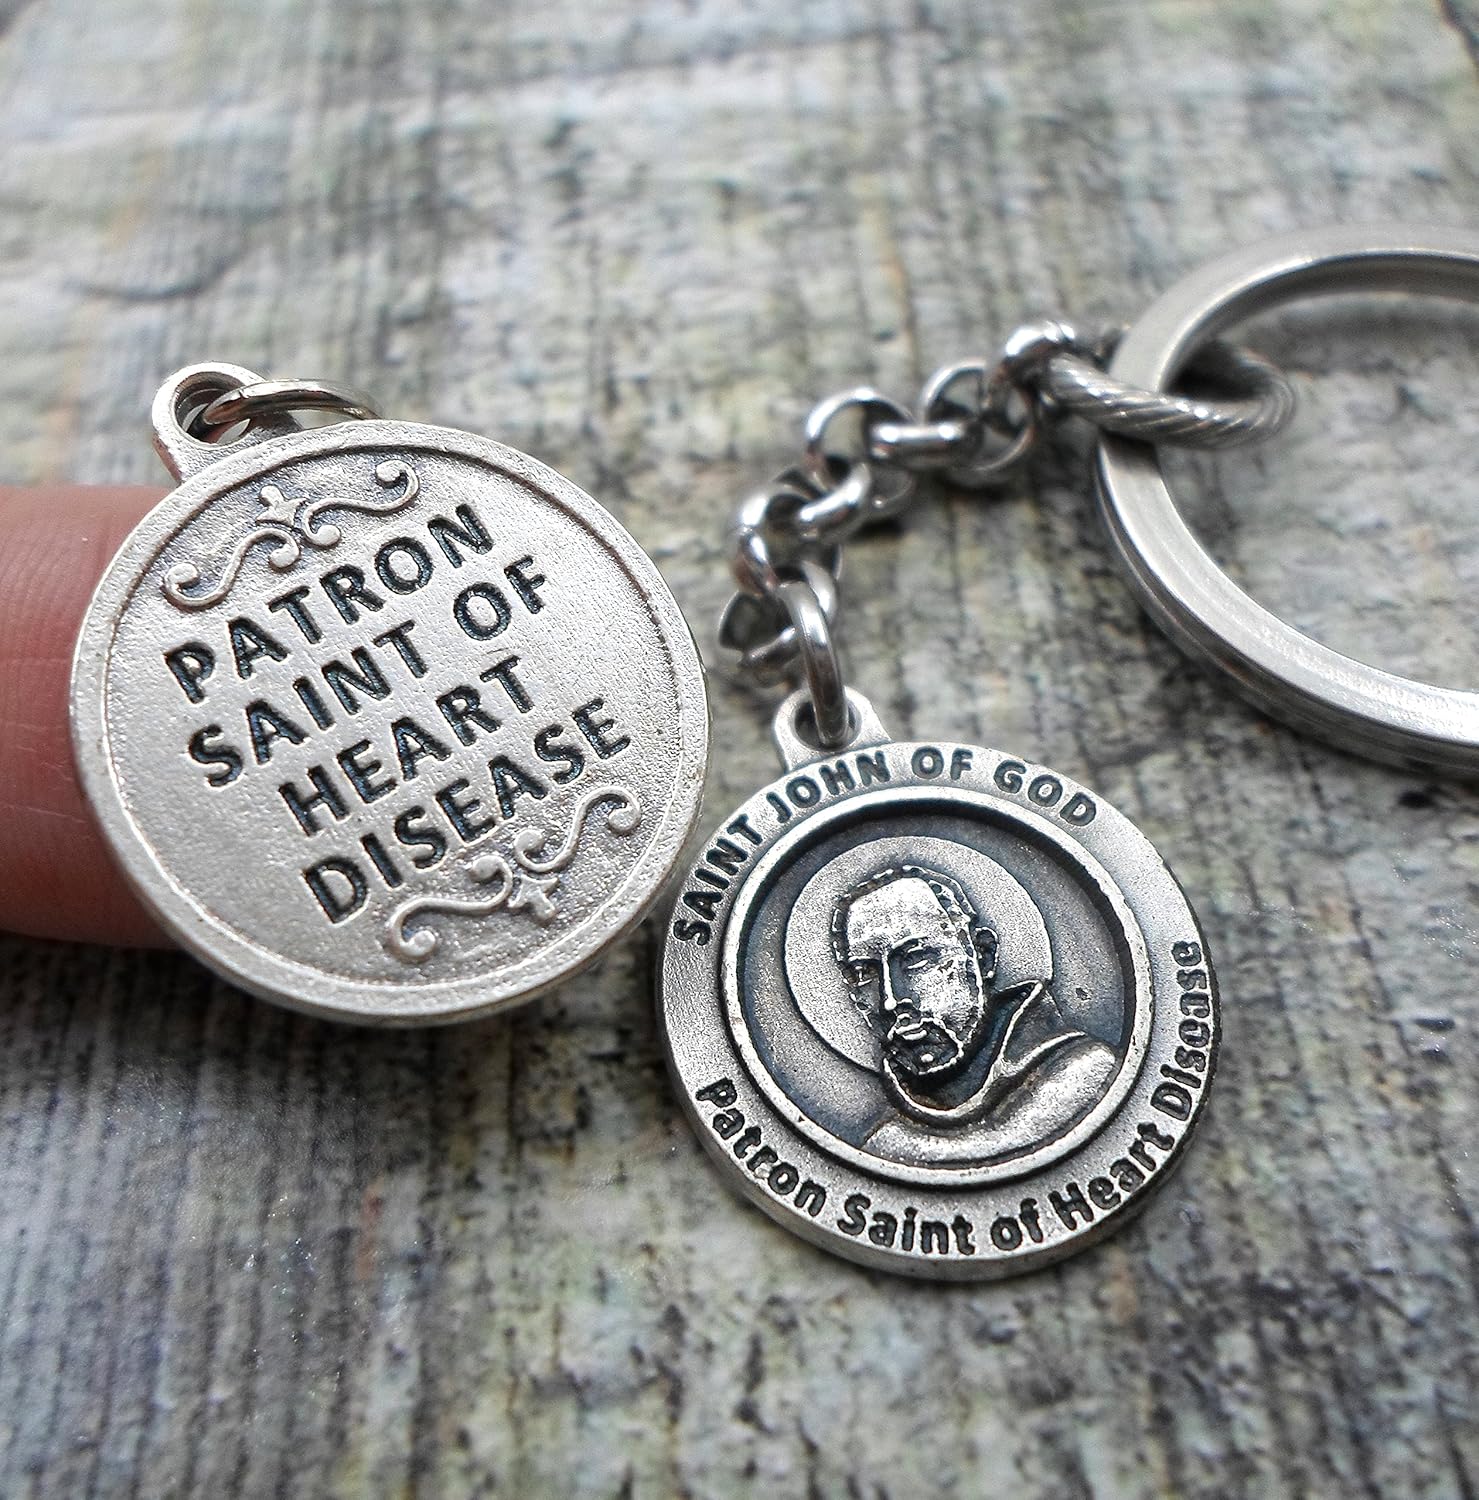 PATRON
SAINT OF
HEART
DISEASE
SAINT JOHN OF GOD
Patron Saint of Heart Disease